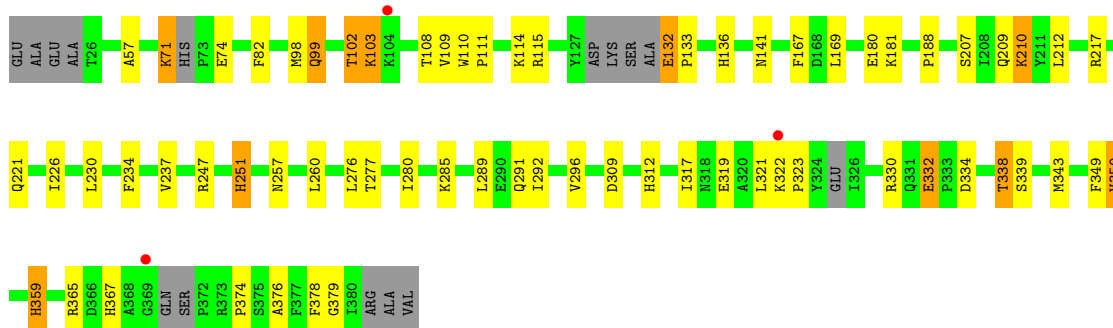 GLU ALA GLU ALA T26 A57 K71 HIS P73 E74 F82 M98 Q99 T102 K103 K104 T108 V109 W110 P111 K114 R115 Y127 ASP LYS SER ALA E132 P133 H136 N141 F167 D168 L169 E180 K181 P188 S207 I208 Q209 K210 Y211 L212 R217
Q221 I226 L230 F234 V237 R247 H251 N257 L260 L276 T277 I280 K285 L289 E290 Q291 I292 V296 D309 H312 I317 N318 E319 A320 L321 K322 P323 Y324 GLU I326 R330 Q331 E332 P333 D334 T338 S339 M343 F349
H359 R365 D366 H367 A368 G369 GLN SER P372 R373 P374 S375 A376 F377 F378 G379 I380 ARG ALA VAL